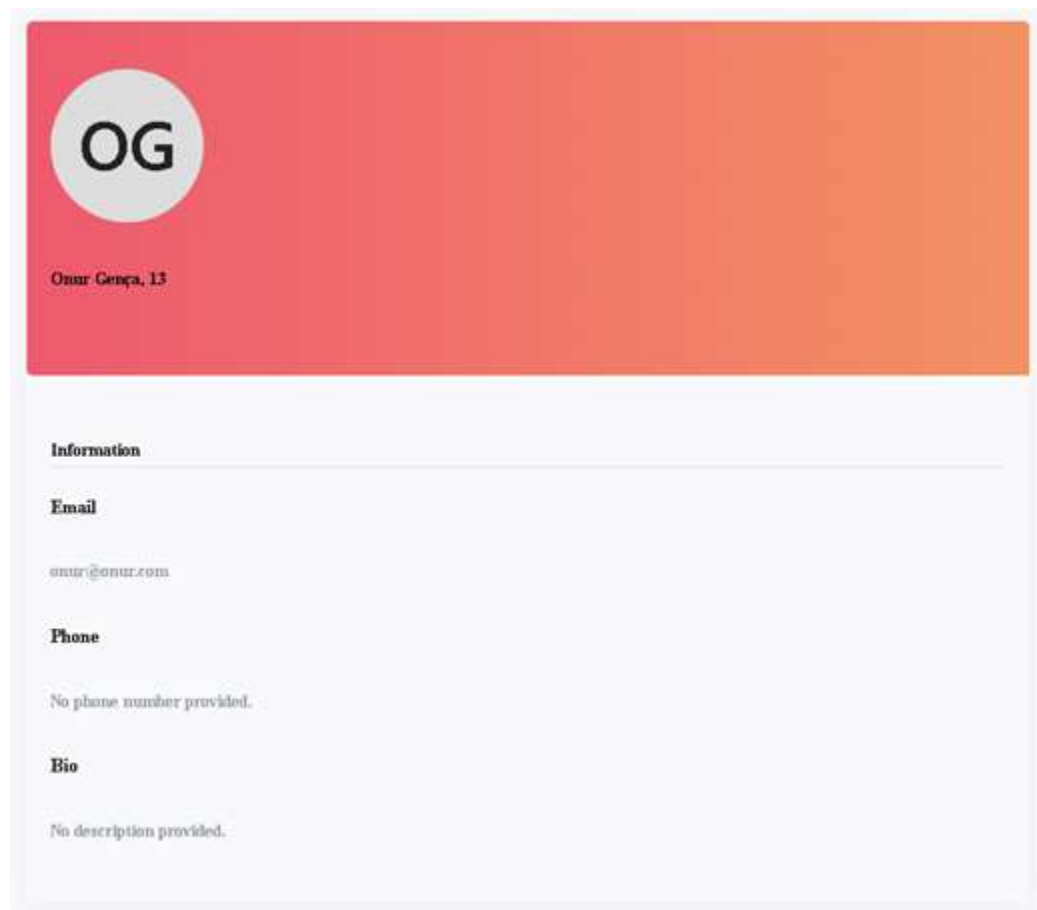 OG
Onur Gença, 13
Information
Email
onur@onur.com
Phone
No phone number provided.
Bio
No description provided.